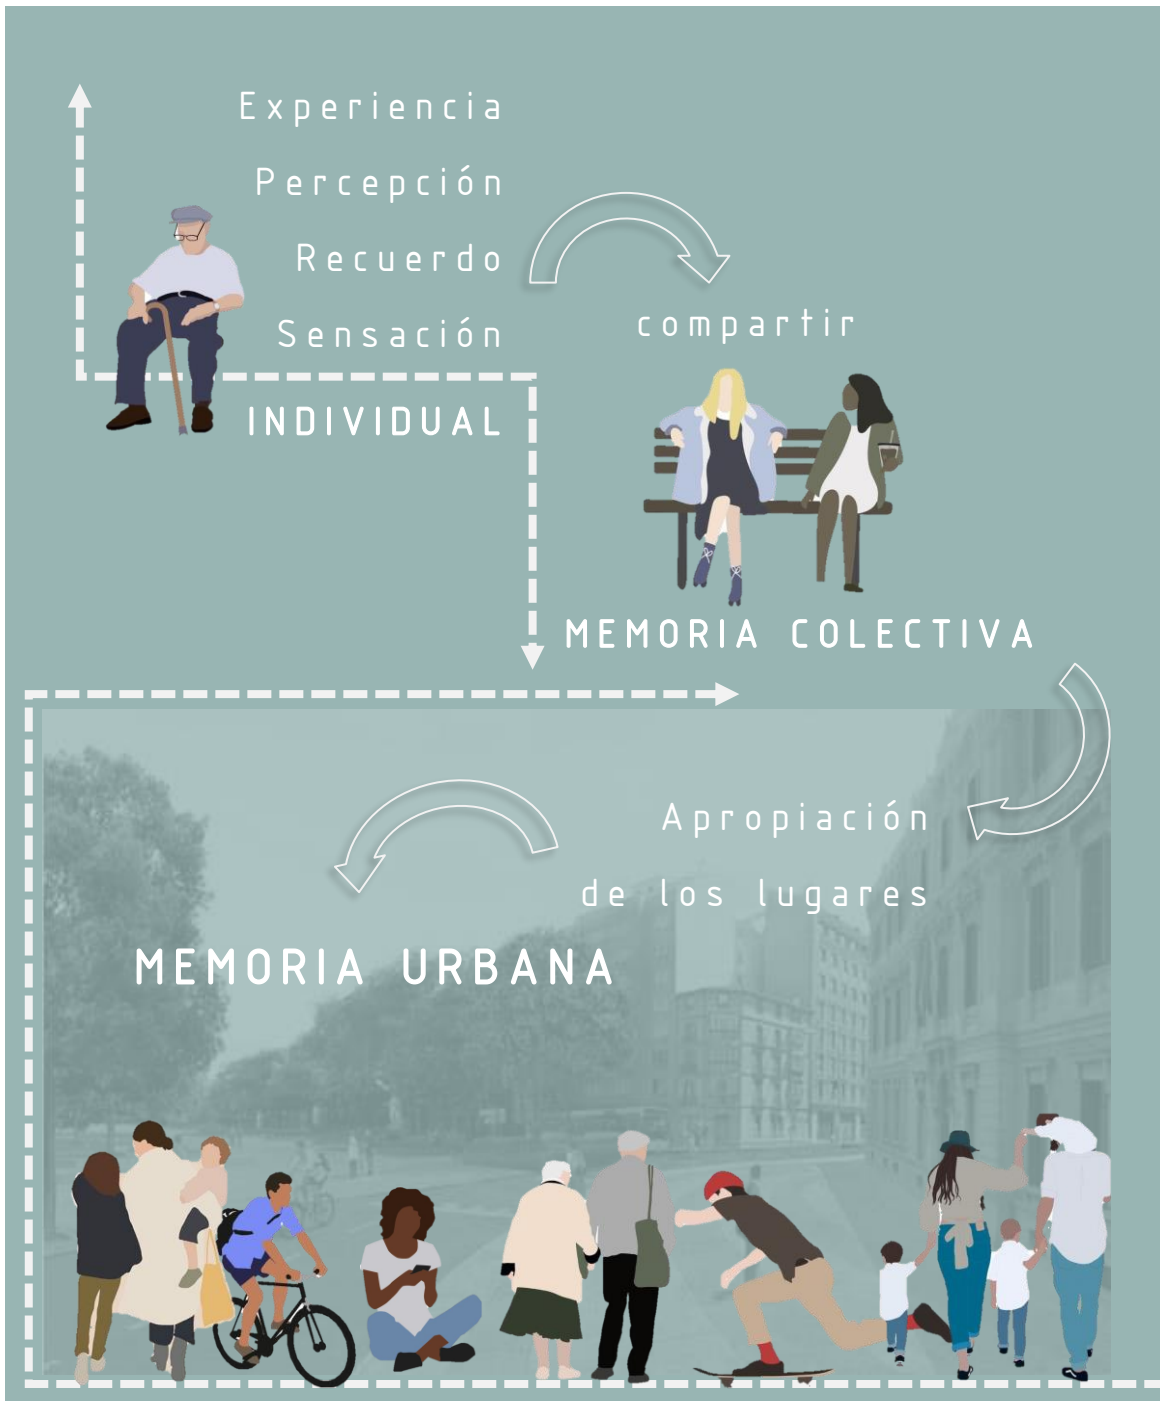 Experiencia
Percepción
Recuerdo
Sensación
INDIVIDUAL
compartir
MEMORIA COLECTIVA
Apropiación
de los lugares
MEMORIA URBANA